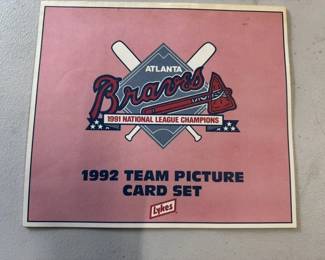 ATLANTA
Braves
1991 NATIONAL LEAGUE CHAMPIONS
1992 TEAM PICTURE
CARD SET
Lykes